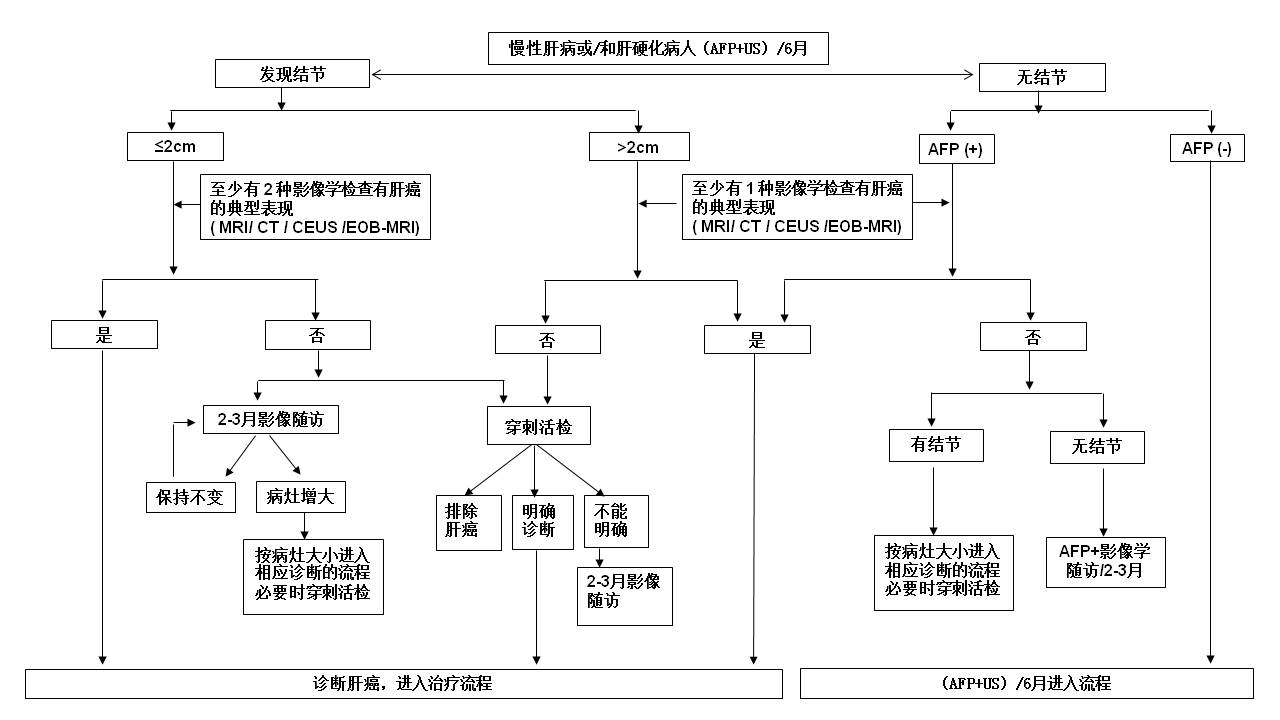 慢性肝病或/和肝硬化病人（AFP+US）/6月
发现结节
无结节
≤2cm
>2cm
AFP (+)
AFP (-)
至少有 2 种影像学检查有肝癌
的典型表现
( MRI/ CT / CEUS /EOB-MRI)
至少有 1 种影像学检查有肝癌
的典型表现
( MRI/ CT / CEUS /EOB-MRI)
是
否
否
是
否
2-3月影像随访
穿刺活检
有结节
无结节
保持不变
病灶增大
排除
肝癌
明确
诊断
不能
明确
按病灶大小进入
相应诊断的流程
必要时穿刺活检
2-3月影像
随访
按病灶大小进入
相应诊断的流程
必要时穿刺活检
AFP+影像学
随访/2-3月
诊断肝癌，进入治疗流程
（AFP+US）/6月进入流程